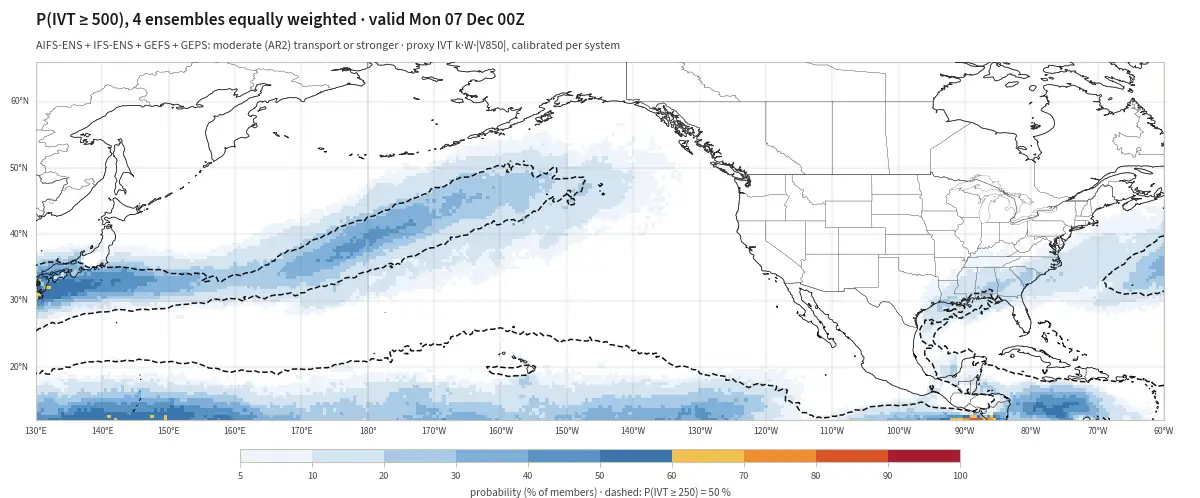 P(IVT ≥ 500), 4 ensembles equally weighted · valid Mon 07 Dec 00Z
AIFS-ENS + IFS-ENS + GEFS + GEPS: moderate (AR2) transport or stronger · proxy IVT k·W·|V850|, calibrated per system
60°N
50°N
40°N
30°N
20°N
130°E 140°E 150°E 160°E 170°E 180° 170°W 160°W 150°W 140°W 130°W 120°W 110°W 100°W 90°W 80°W 70°W 60°W
5 10 20 30 40 50 60 70 80 90 100
probability (% of members) · dashed: P(IVT ≥ 250) = 50 %